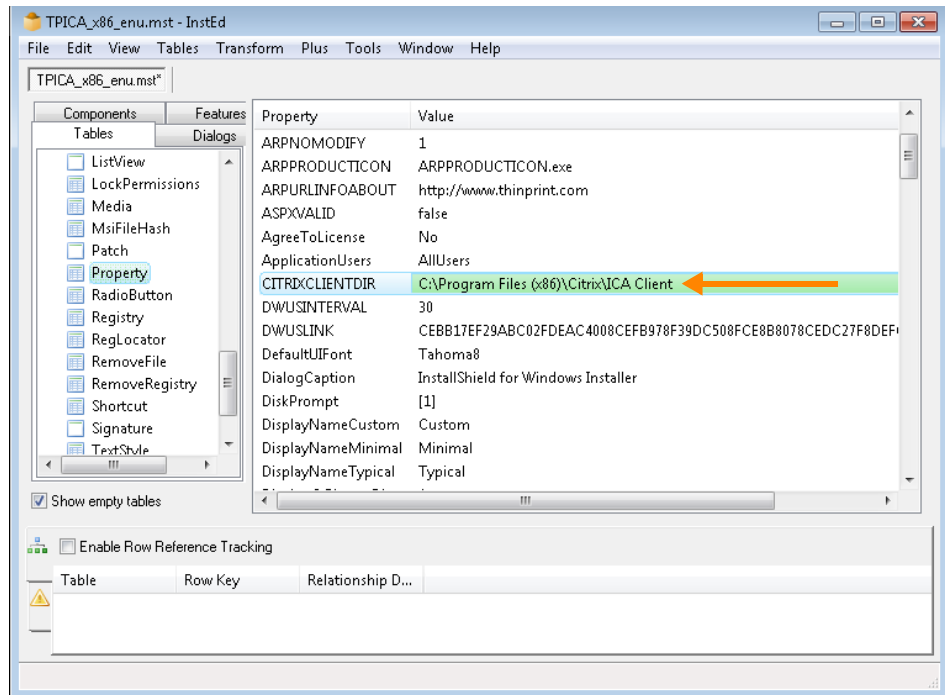 TPICA_x86_enu.mst - InstEd
File Edit View Tables Transform Plus Tools Window Help
TPICA_x86_enu.mst*
Components Features
Tables Dialogs
ListView
LockPermissions
Media
MsiFileHash
Patch
Property
RadioButton
Registry
RegLocator
RemoveFile
RemoveRegistry
Shortcut
Signature
TextStyle
Show empty tables
Property Value
ARPNOMODIFY 1
ARPPRODUCTICON ARPPRODUCTICON.exe
ARPURLINFOABOUT http://www.thinprint.com
ASPXVALID false
AgreeToLicense No
ApplicationUsers AllUsers
CITRIXCLIENTDIR C:\Program Files (x86)\Citrix\ICA Client
DWUSINTERVAL 30
DWUSLINK CEBB17EF29ABC02FDEAC4008CEFB978F39DC508FCE8B8078CEDC27F8DEF
DefaultUIFont Tahoma8
DialogCaption InstallShield for Windows Installer
DiskPrompt [1]
DisplayNameCustom Custom
DisplayNameMinimal Minimal
DisplayNameTypical Typical
Enable Row Reference Tracking
Table Row Key Relationship D...